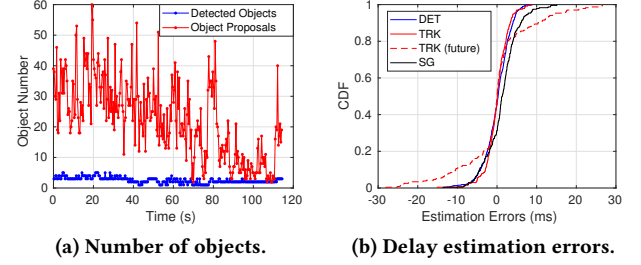 60
50
40
30
20
10
0
Object Number
Detected Objects
Object Proposals
0 20 40 60 80 100 120
Time (s)
(a) Number of objects.
1
0.8
0.6
0.4
0.2
0
CDF
DET
TRK
TRK (future)
SG
-30 -20 -10 0 10 20 30
Estimation Errors (ms)
(b) Delay estimation errors.